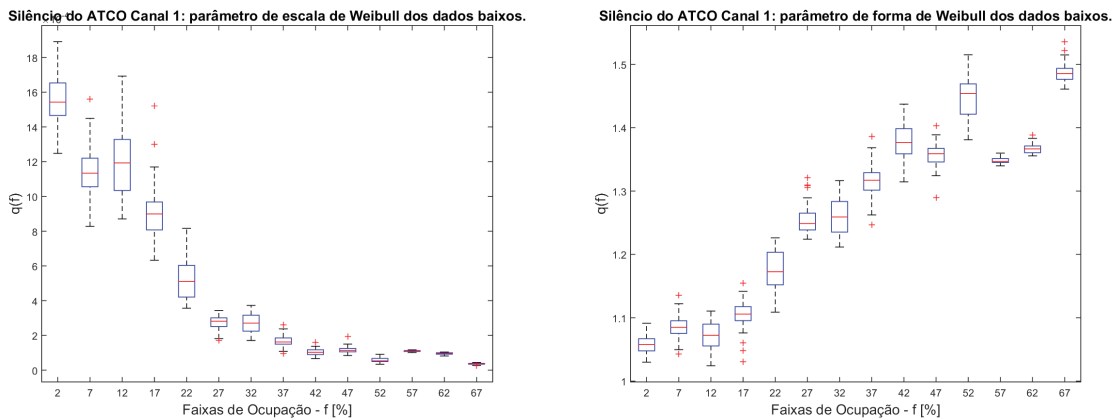 Silêncio do ATCO Canal 1: parâmetro de escala de Weibull dos dados baixos.
18
16
14
12
10
8
6
4
2
0
q(f)
2 7 12 17 22 27 32 37 42 47 52 57 62 67
Faixas de Ocupação - f [%]
Silêncio do ATCO Canal 1: parâmetro de forma de Weibull dos dados baixos.
1.5
1.4
1.3
1.2
1.1
1
q(f)
2 7 12 17 22 27 32 37 42 47 52 57 62 67
Faixas de Ocupação - f [%]